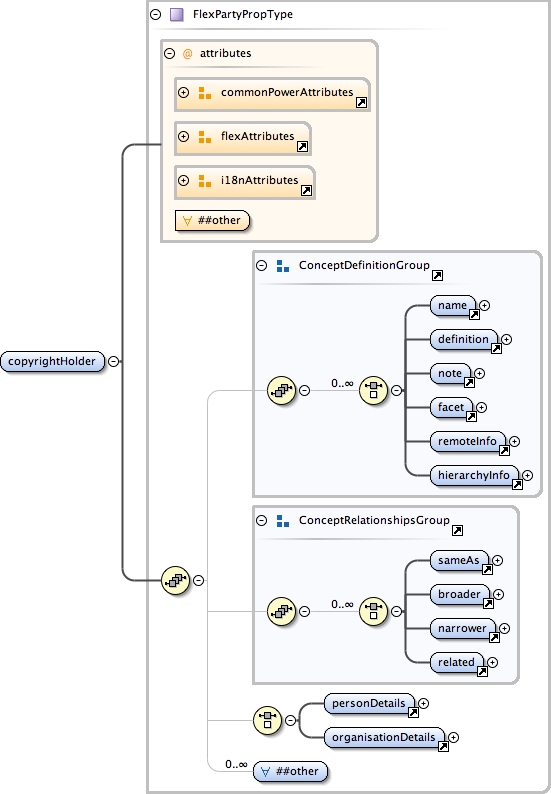 FlexPartyPropType
@ attributes
commonPowerAttributes
flexAttributes
i18nAttributes
##other
ConceptDefinitionGroup
name
definition
note
0..∞
facet
remoteInfo
hierarchyInfo
copyrightHolder
ConceptRelationshipsGroup
sameAs
broader
0..∞
narrower
related
personDetails
organisationDetails
0..∞
##other